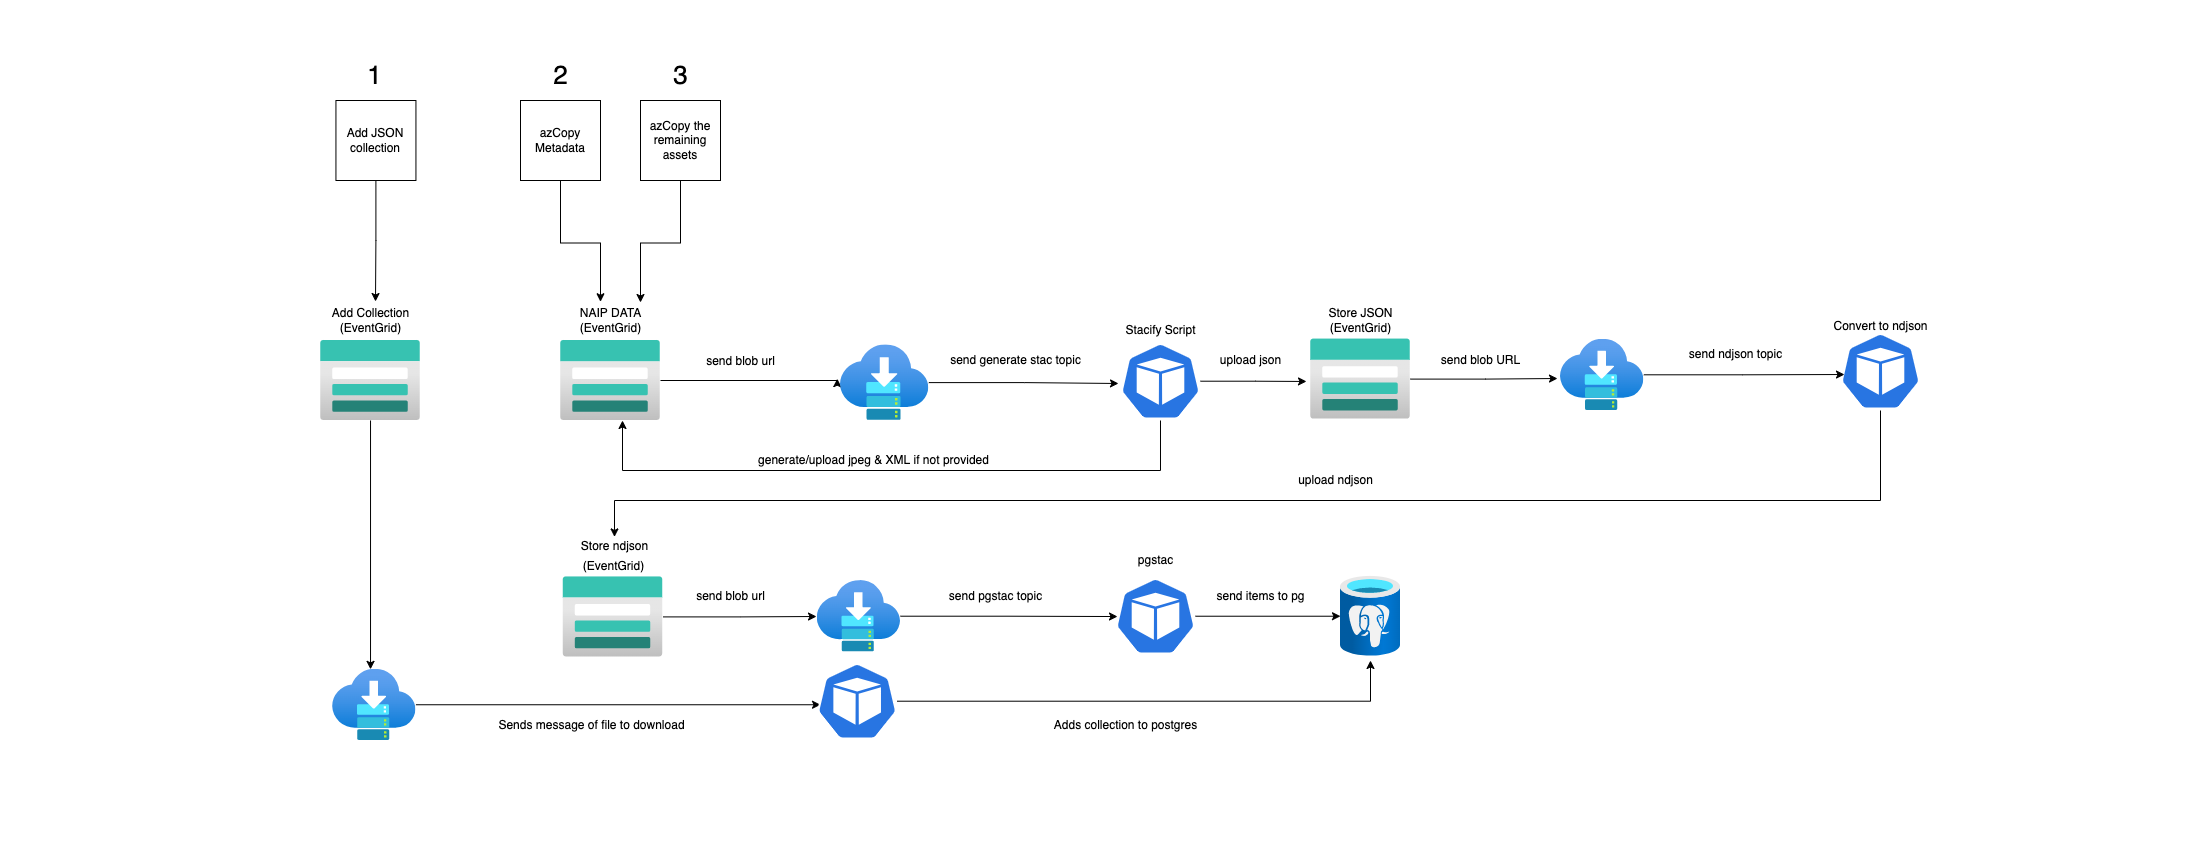 1
2
3
Add JSON
collection
azCopy
Metadata
azCopy the
remaining
assets
Add Collection
(EventGrid)
NAIP DATA
(EventGrid)
send blob url
send generate stac topic
Stacify Script
upload json
Store JSON
(EventGrid)
send blob URL
send ndjson topic
Convert to ndjson
generate/upload jpeg & XML if not provided
upload ndjson
Store ndjson
(EventGrid)
send blob url
send pgstac topic
pgstac
send items to pg
Sends message of file to download
Adds collection to postgres